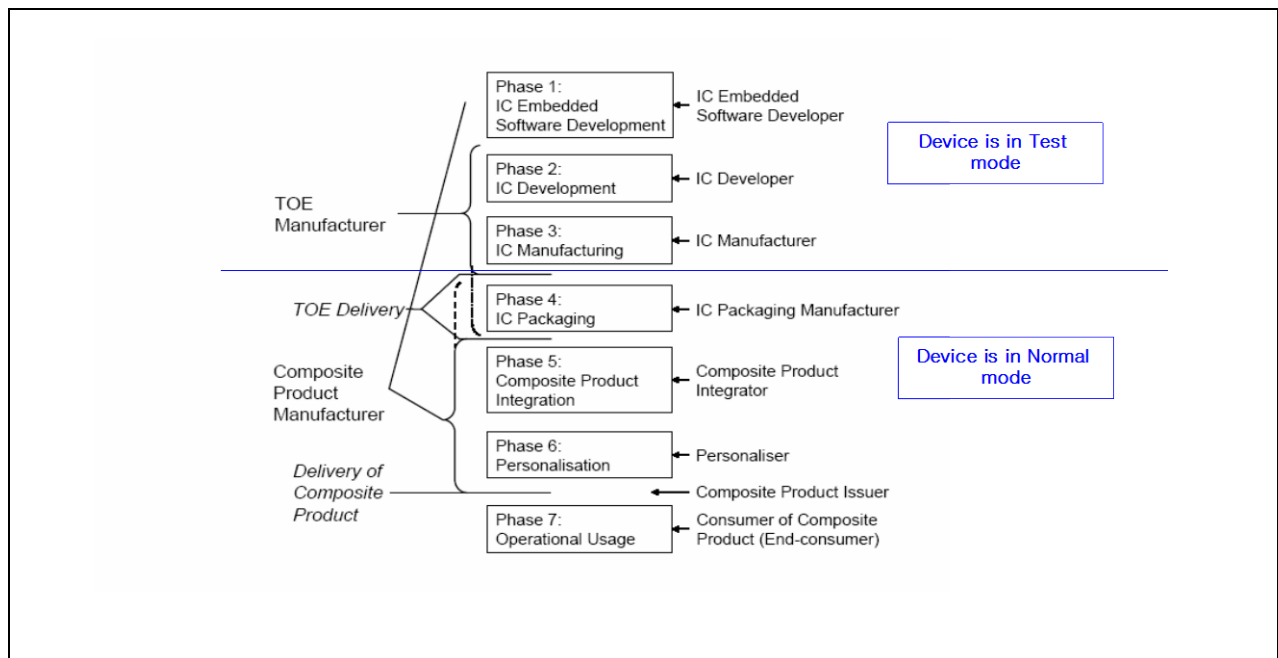 Phase 1:
IC Embedded
Software Development
IC Embedded
Software Developer
Device is in Test
mode
Phase 2:
IC Development
IC Developer
TOE
Manufacturer
Phase 3:
IC Manufacturing
IC Manufacturer
TOE Delivery
Phase 4:
IC Packaging
IC Packaging Manufacturer
Device is in Normal
mode
Composite
Product
Manufacturer
Phase 5:
Composite Product
Integration
Composite Product
Integrator
Phase 6:
Personalisation
Personaliser
Delivery of
Composite
Product
Composite Product Issuer
Phase 7:
Operational Usage
Consumer of Composite
Product (End-consumer)